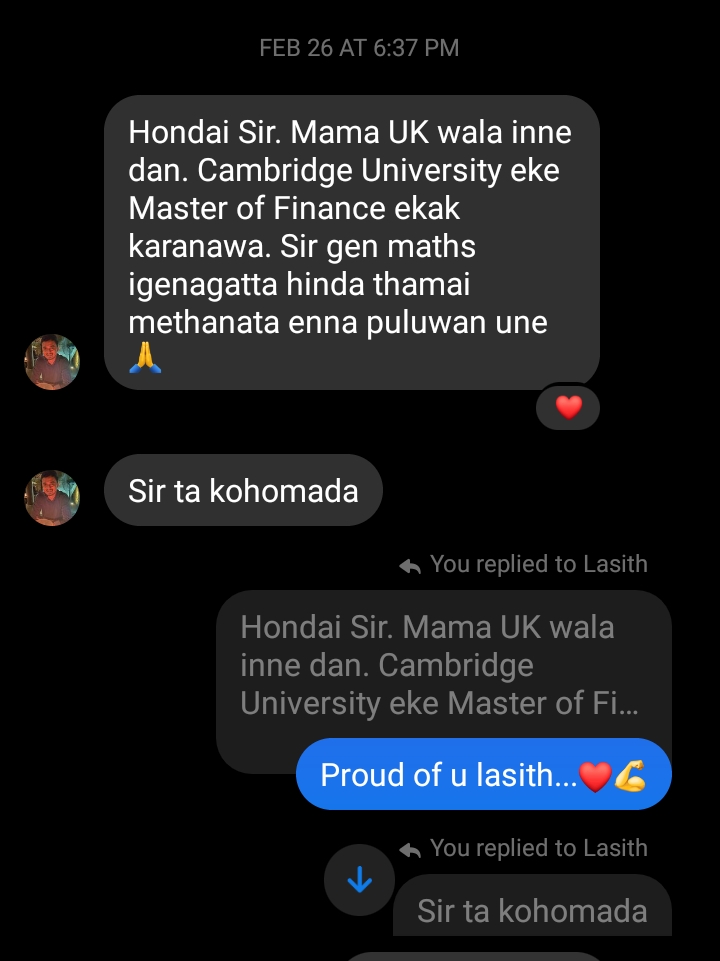 FEB 26 AT 6:37 PM
Hondai Sir. Mama UK wala inne
dan. Cambridge University eke
Master of Finance ekak
karanawa. Sir gen maths
igenagatta hinda thamai
methanata enna puluwan une
🙏
❤️
Sir ta kohomada
You replied to Lasith
Hondai Sir. Mama UK wala
inne dan. Cambridge
University eke Master of Fi...
Proud of u lasith...❤️💪
You replied to Lasith
Sir ta kohomada